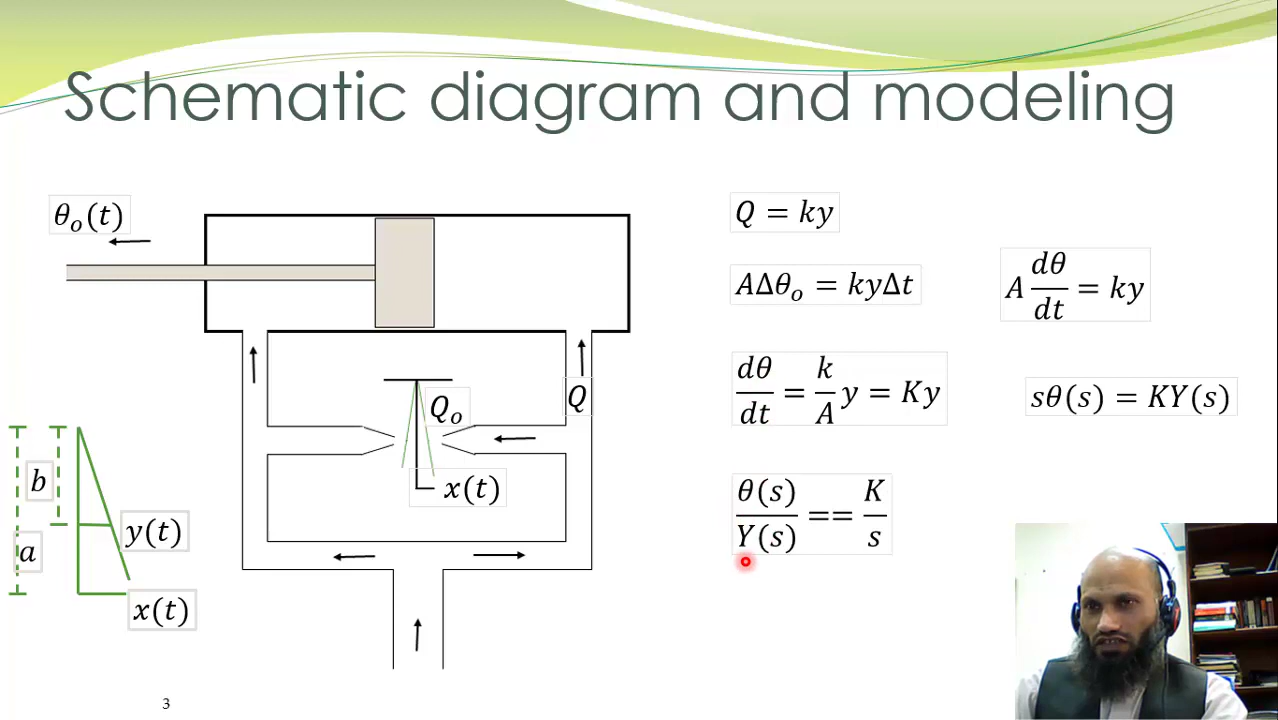 Schematic diagram and modeling
θₒ(t)
Q = ky
AΔθₒ = kyΔt
A dθ/dt = ky
dθ/dt = k/A y = Ky
sθ(s) = KY(s)
Qₒ
Q
x(t)
b
a
y(t)
x(t)
θ(s)/Y(s) == K/s
3